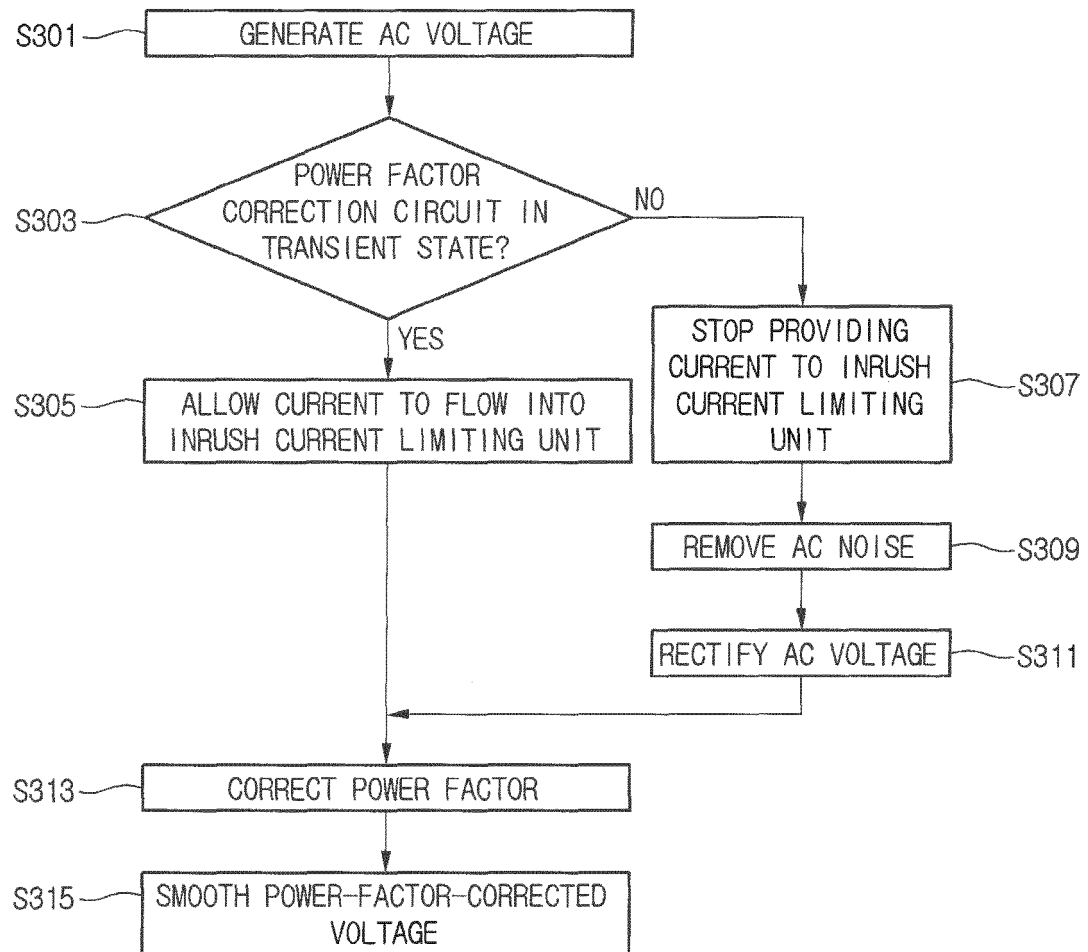 S301
GENERATE AC VOLTAGE
S303
POWER FACTOR
CORRECTION CIRCUIT IN
TRANSIENT STATE?
NO
YES
S305
ALLOW CURRENT TO FLOW INTO
INRUSH CURRENT LIMITING UNIT
STOP PROVIDING
CURRENT TO INRUSH
CURRENT LIMITING
UNIT
S307
REMOVE AC NOISE
S309
RECTIFY AC VOLTAGE
S311
S313
CORRECT POWER FACTOR
S315
SMOOTH POWER-FACTOR-CORRECTED
VOLTAGE